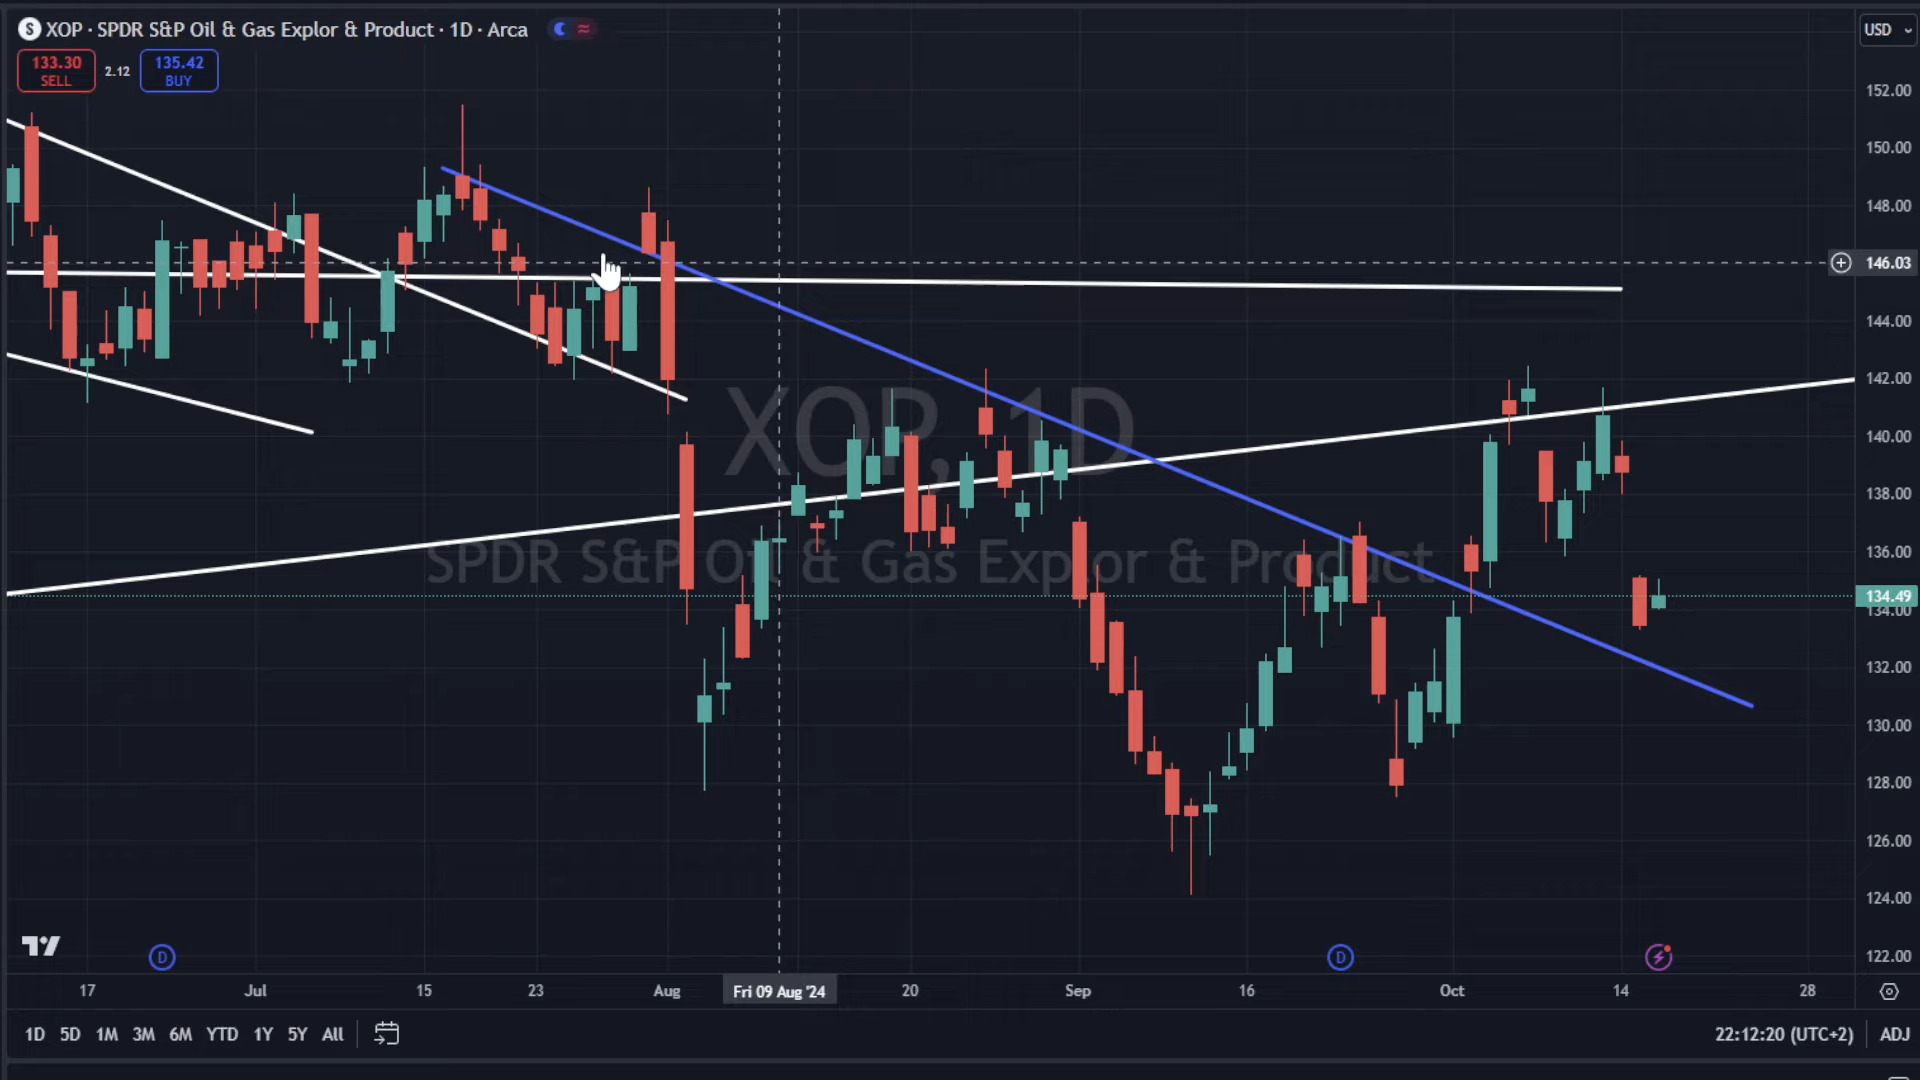 S XOP · SPDR S&P Oil & Gas Explor & Product · 1D · Arca
USD
133.30
SELL
2.12
135.42
BUY
152.00
150.00
148.00
146.03
144.00
142.00
XOP, 1D
140.00
138.00
SPDR S&P Oil & Gas Explor & Product
136.00
134.49
134.00
132.00
130.00
128.00
126.00
124.00
122.00
D
D
17
Jul
15
23
Aug
Fri 09 Aug '24
20
Sep
16
Oct
14
28
1D 5D 1M 3M 6M YTD 1Y 5Y All
22:12:20 (UTC+2)
ADJ